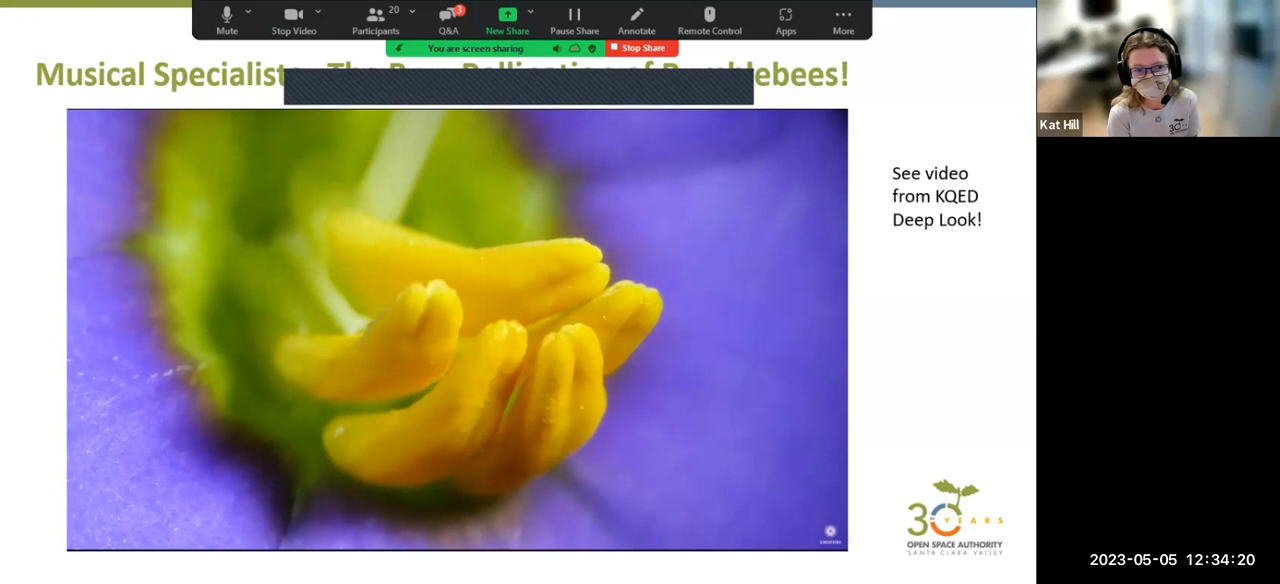 20
3
Mute
Stop Video
Participants
Q&A
New Share
Pause Share
Annotate
Remote Control
Apps
More
You are screen sharing
Stop Share
Musical Specialists
blebees!
Kat Hill
See video
from KQED
Deep Look!
30
YEARS
OPEN SPACE AUTHORITY
SANTA CLARA VALLEY
2023-05-05 12:34:20